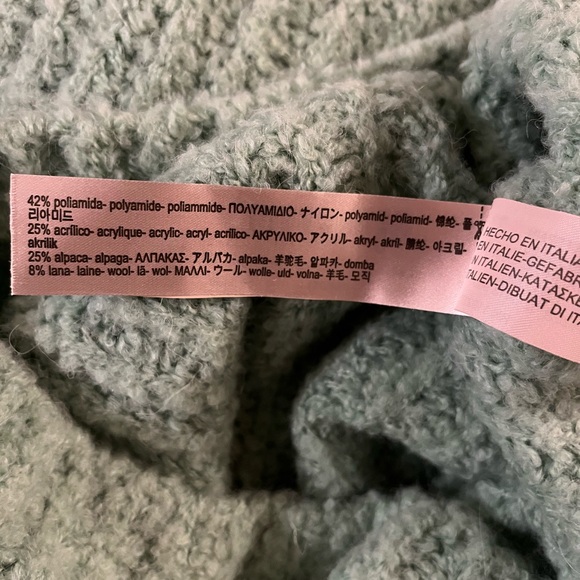 42% poliamida- polyamide- poliammide- ΠΟΛΥΑΜΙΔΙΟ- ナイロン- polyamid- poliamid- 锦纶- 폴
리아미드
25% acrílico- acrylique- acrylic- acryl- acrilico- ΑΚΡΥΛΙΚΟ- アクリル- akryl- akril- 腈纶- 아크릴-
akrilik
25% alpaca- alpaga- ΑΛΠΑΚΑΣ- アルパカ- alpaka- 羊驼毛- 알파카- domba
8% lana- laine- wool- lã- wol- ΜΑΛΛΙ- ウール- wolle- uld- volna- 羊毛- 모직
HECHO EN ITALIA
EN ITALIE-GEFABR
N ITALIEN-ΚΑΤΑΣΚ
TALIEN-DIBUAT DI IT